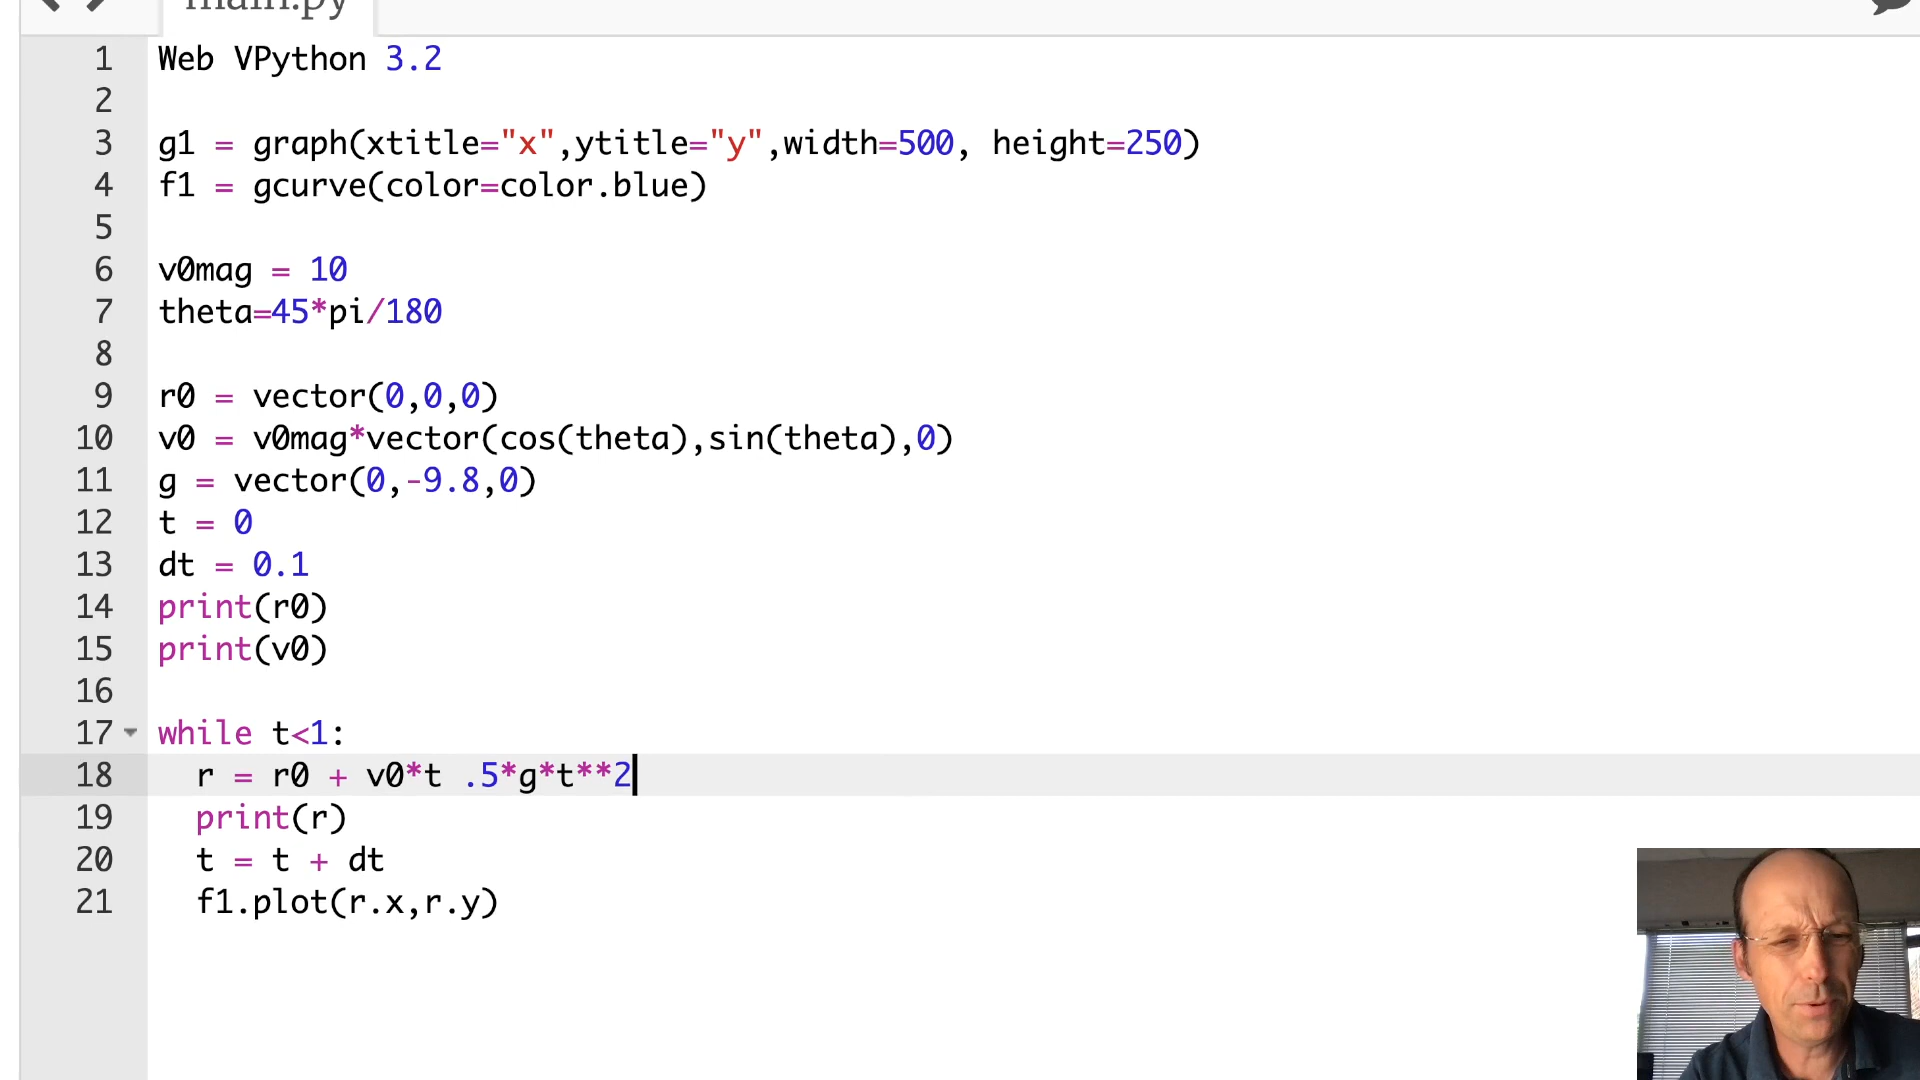 main.py
1 Web VPython 3.2
2
3 g1 = graph(xtitle="x",ytitle="y",width=500, height=250)
4 f1 = gcurve(color=color.blue)
5
6 v0mag = 10
7 theta=45*pi/180
8
9 r0 = vector(0,0,0)
10 v0 = v0mag*vector(cos(theta),sin(theta),0)
11 g = vector(0,-9.8,0)
12 t = 0
13 dt = 0.1
14 print(r0)
15 print(v0)
16
17 while t<1:
18 r = r0 + v0*t .5*g*t**2
19 print(r)
20 t = t + dt
21 f1.plot(r.x,r.y)